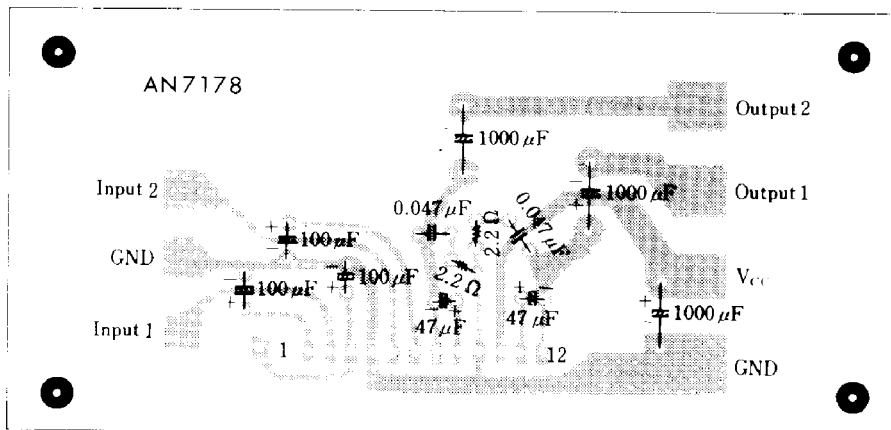 AN7178
Output 2
1000 μF
Input 2
1000 μF
Output 1
0.047 μF
2.2 Ω
0.047 μF
100 μF
GND
100 μF
2.2 Ω
VCC
100 μF
47 μF
47 μF
1000 μF
Input 1
1
12
GND